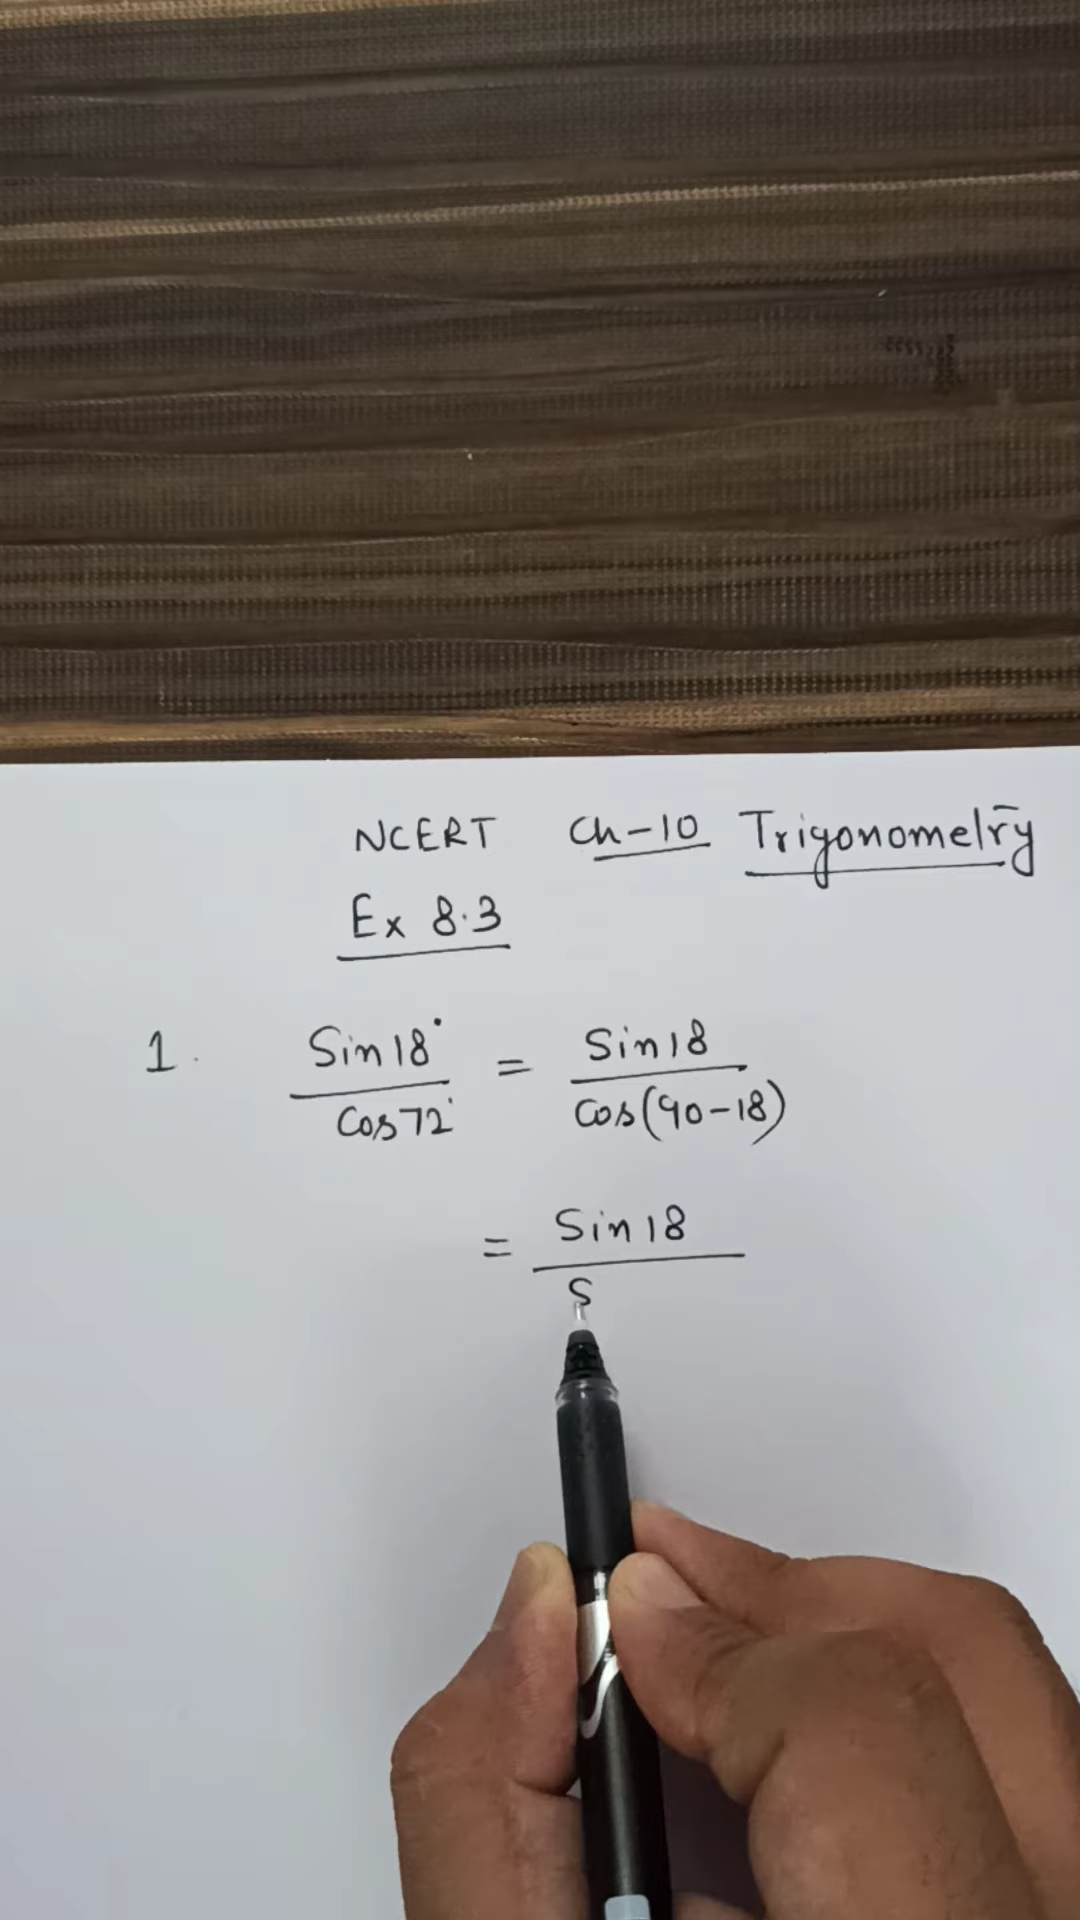 NCERT Ch-10 Trigonometry
Ex 8.3
1. Sin18° / Cos72° = Sin18 / Cos(90-18)
= Sin18 / S